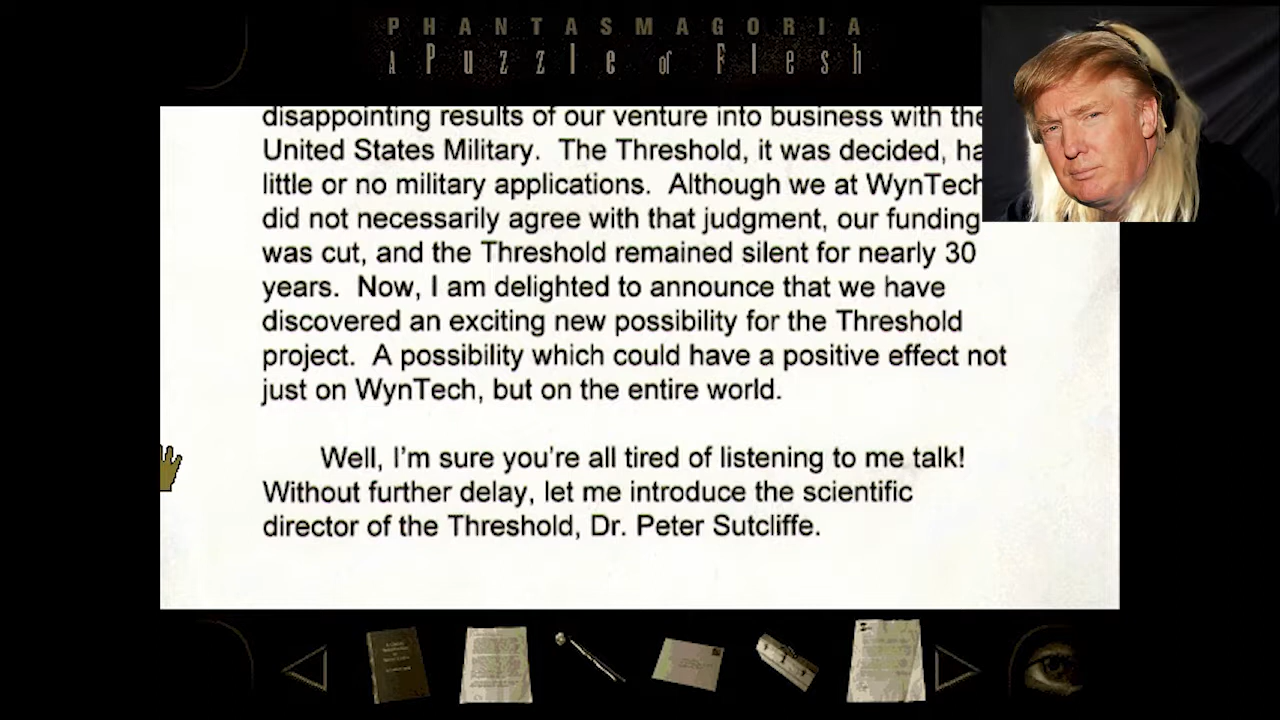 PHANTASMAGORIA
A Puzzle of Flesh
disappointing results of our venture into business with the
United States Military. The Threshold, it was decided, ha
little or no military applications. Although we at WynTech
did not necessarily agree with that judgment, our funding
was cut, and the Threshold remained silent for nearly 30
years. Now, I am delighted to announce that we have
discovered an exciting new possibility for the Threshold
project. A possibility which could have a positive effect not
just on WynTech, but on the entire world.
Well, I'm sure you're all tired of listening to me talk!
Without further delay, let me introduce the scientific
director of the Threshold, Dr. Peter Sutcliffe.